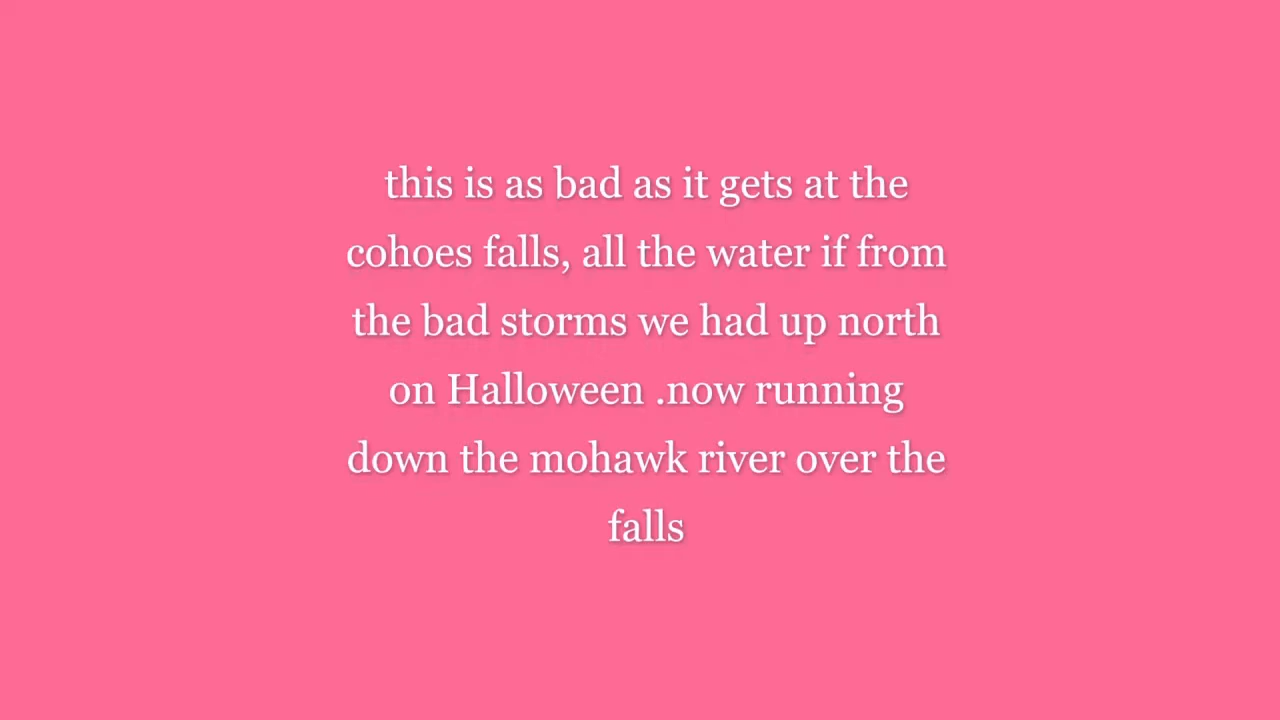 this is as bad as it gets at the
cohoes falls, all the water if from
the bad storms we had up north
on Halloween .now running
down the mohawk river over the
falls